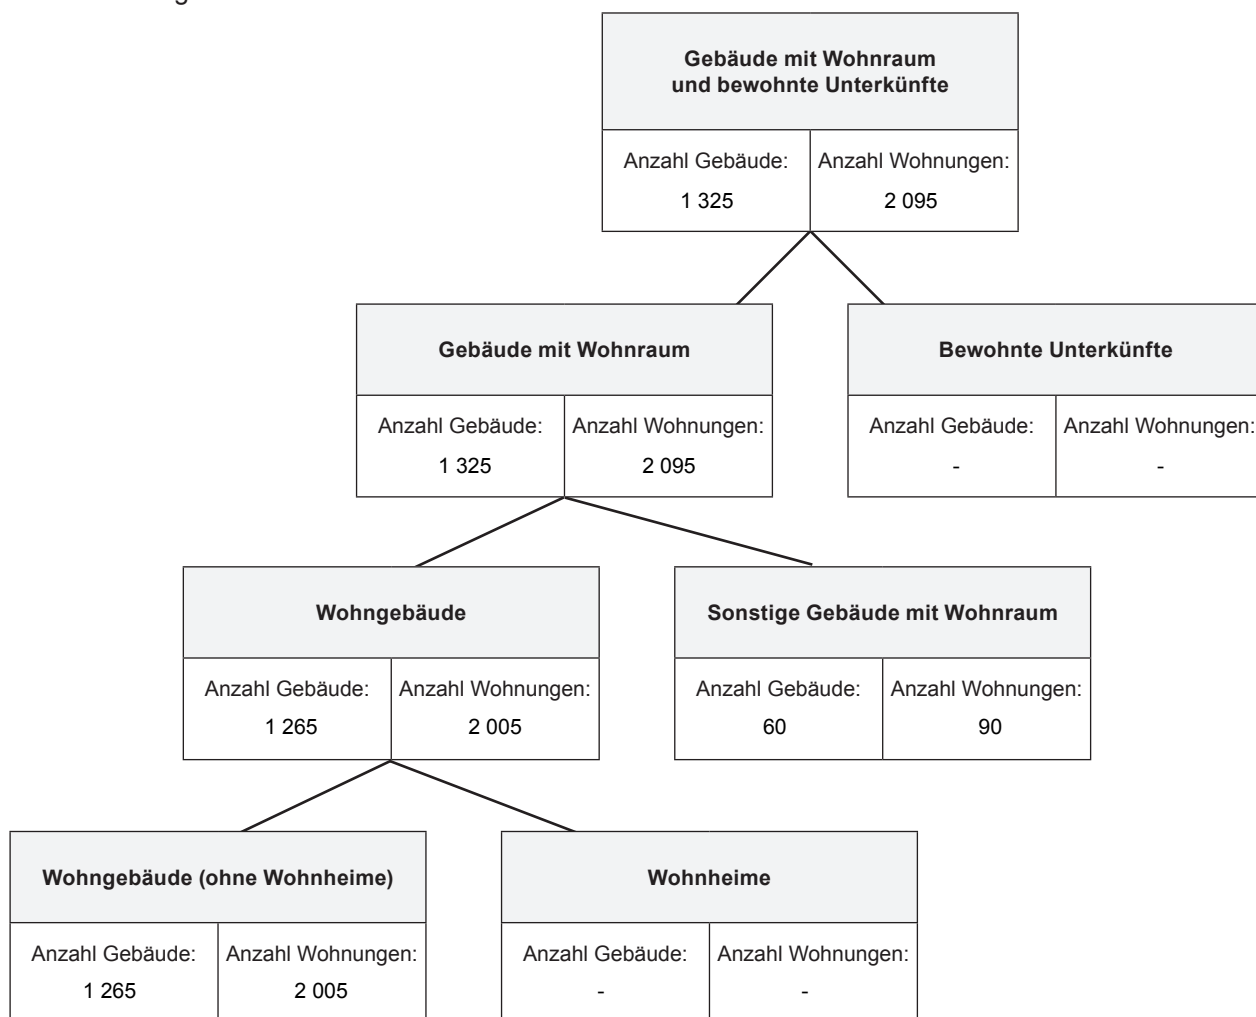 Gebäude mit Wohnraum
und bewohnte Unterkünfte
Anzahl Gebäude: Anzahl Wohnungen:
1 325 2 095
Gebäude mit Wohnraum Bewohnte Unterkünfte
Anzahl Gebäude: Anzahl Wohnungen: Anzahl Gebäude: Anzahl Wohnungen:
1 325 2 095 - -
Wohngebäude Sonstige Gebäude mit Wohnraum
Anzahl Gebäude: Anzahl Wohnungen: Anzahl Gebäude: Anzahl Wohnungen:
1 265 2 005 60 90
Wohngebäude (ohne Wohnheime) Wohnheime
Anzahl Gebäude: Anzahl Wohnungen: Anzahl Gebäude: Anzahl Wohnungen:
1 265 2 005 - -